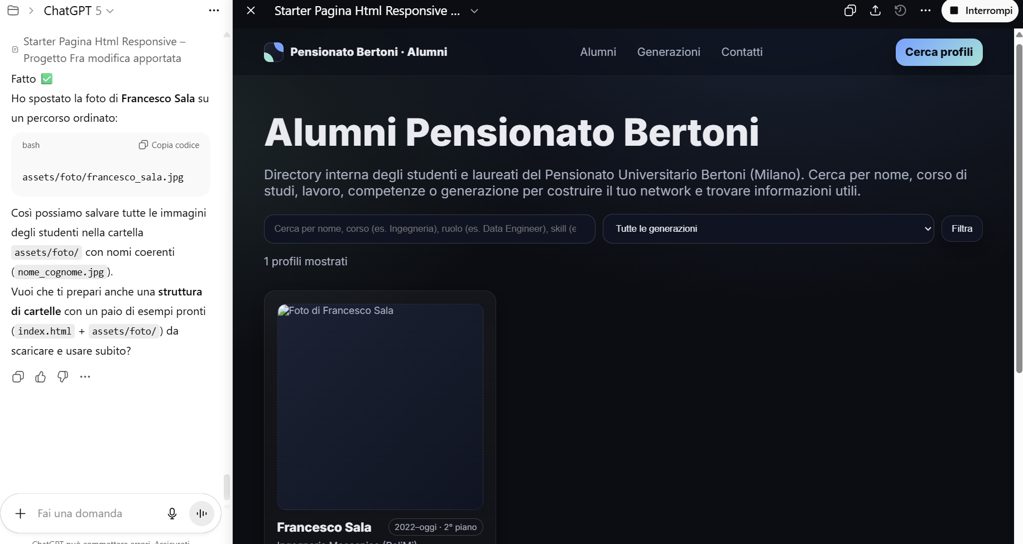 ChatGPT 5
Starter Pagina Html Responsive –
Progetto Fra modifica apportata
Fatto ✅
Ho spostato la foto di Francesco Sala su
un percorso ordinato:
bash
Copia codice
assets/foto/francesco_sala.jpg
Così possiamo salvare tutte le immagini
degli studenti nella cartella
assets/foto/ con nomi coerenti
(nome_cognome.jpg).
Vuoi che ti prepari anche una struttura
di cartelle con un paio di esempi pronti
(index.html + assets/foto/) da
scaricare e usare subito?
Fai una domanda
ChatGPT può commettere errori. Assicurati
Starter Pagina Html Responsive ...
Interrompi
Pensionato Bertoni · Alumni
Alumni
Generazioni
Contatti
Cerca profili
Alumni Pensionato Bertoni
Directory interna degli studenti e laureati del Pensionato Universitario Bertoni (Milano). Cerca per nome, corso di
studi, lavoro, competenze o generazione per costruire il tuo network e trovare informazioni utili.
Cerca per nome, corso (es. Ingegneria), ruolo (es. Data Engineer), skill (e
Tutte le generazioni
Filtra
1 profili mostrati
Foto di Francesco Sala
Francesco Sala
2022–oggi · 2° piano
Ingegneria Meccanica (PoliMi)